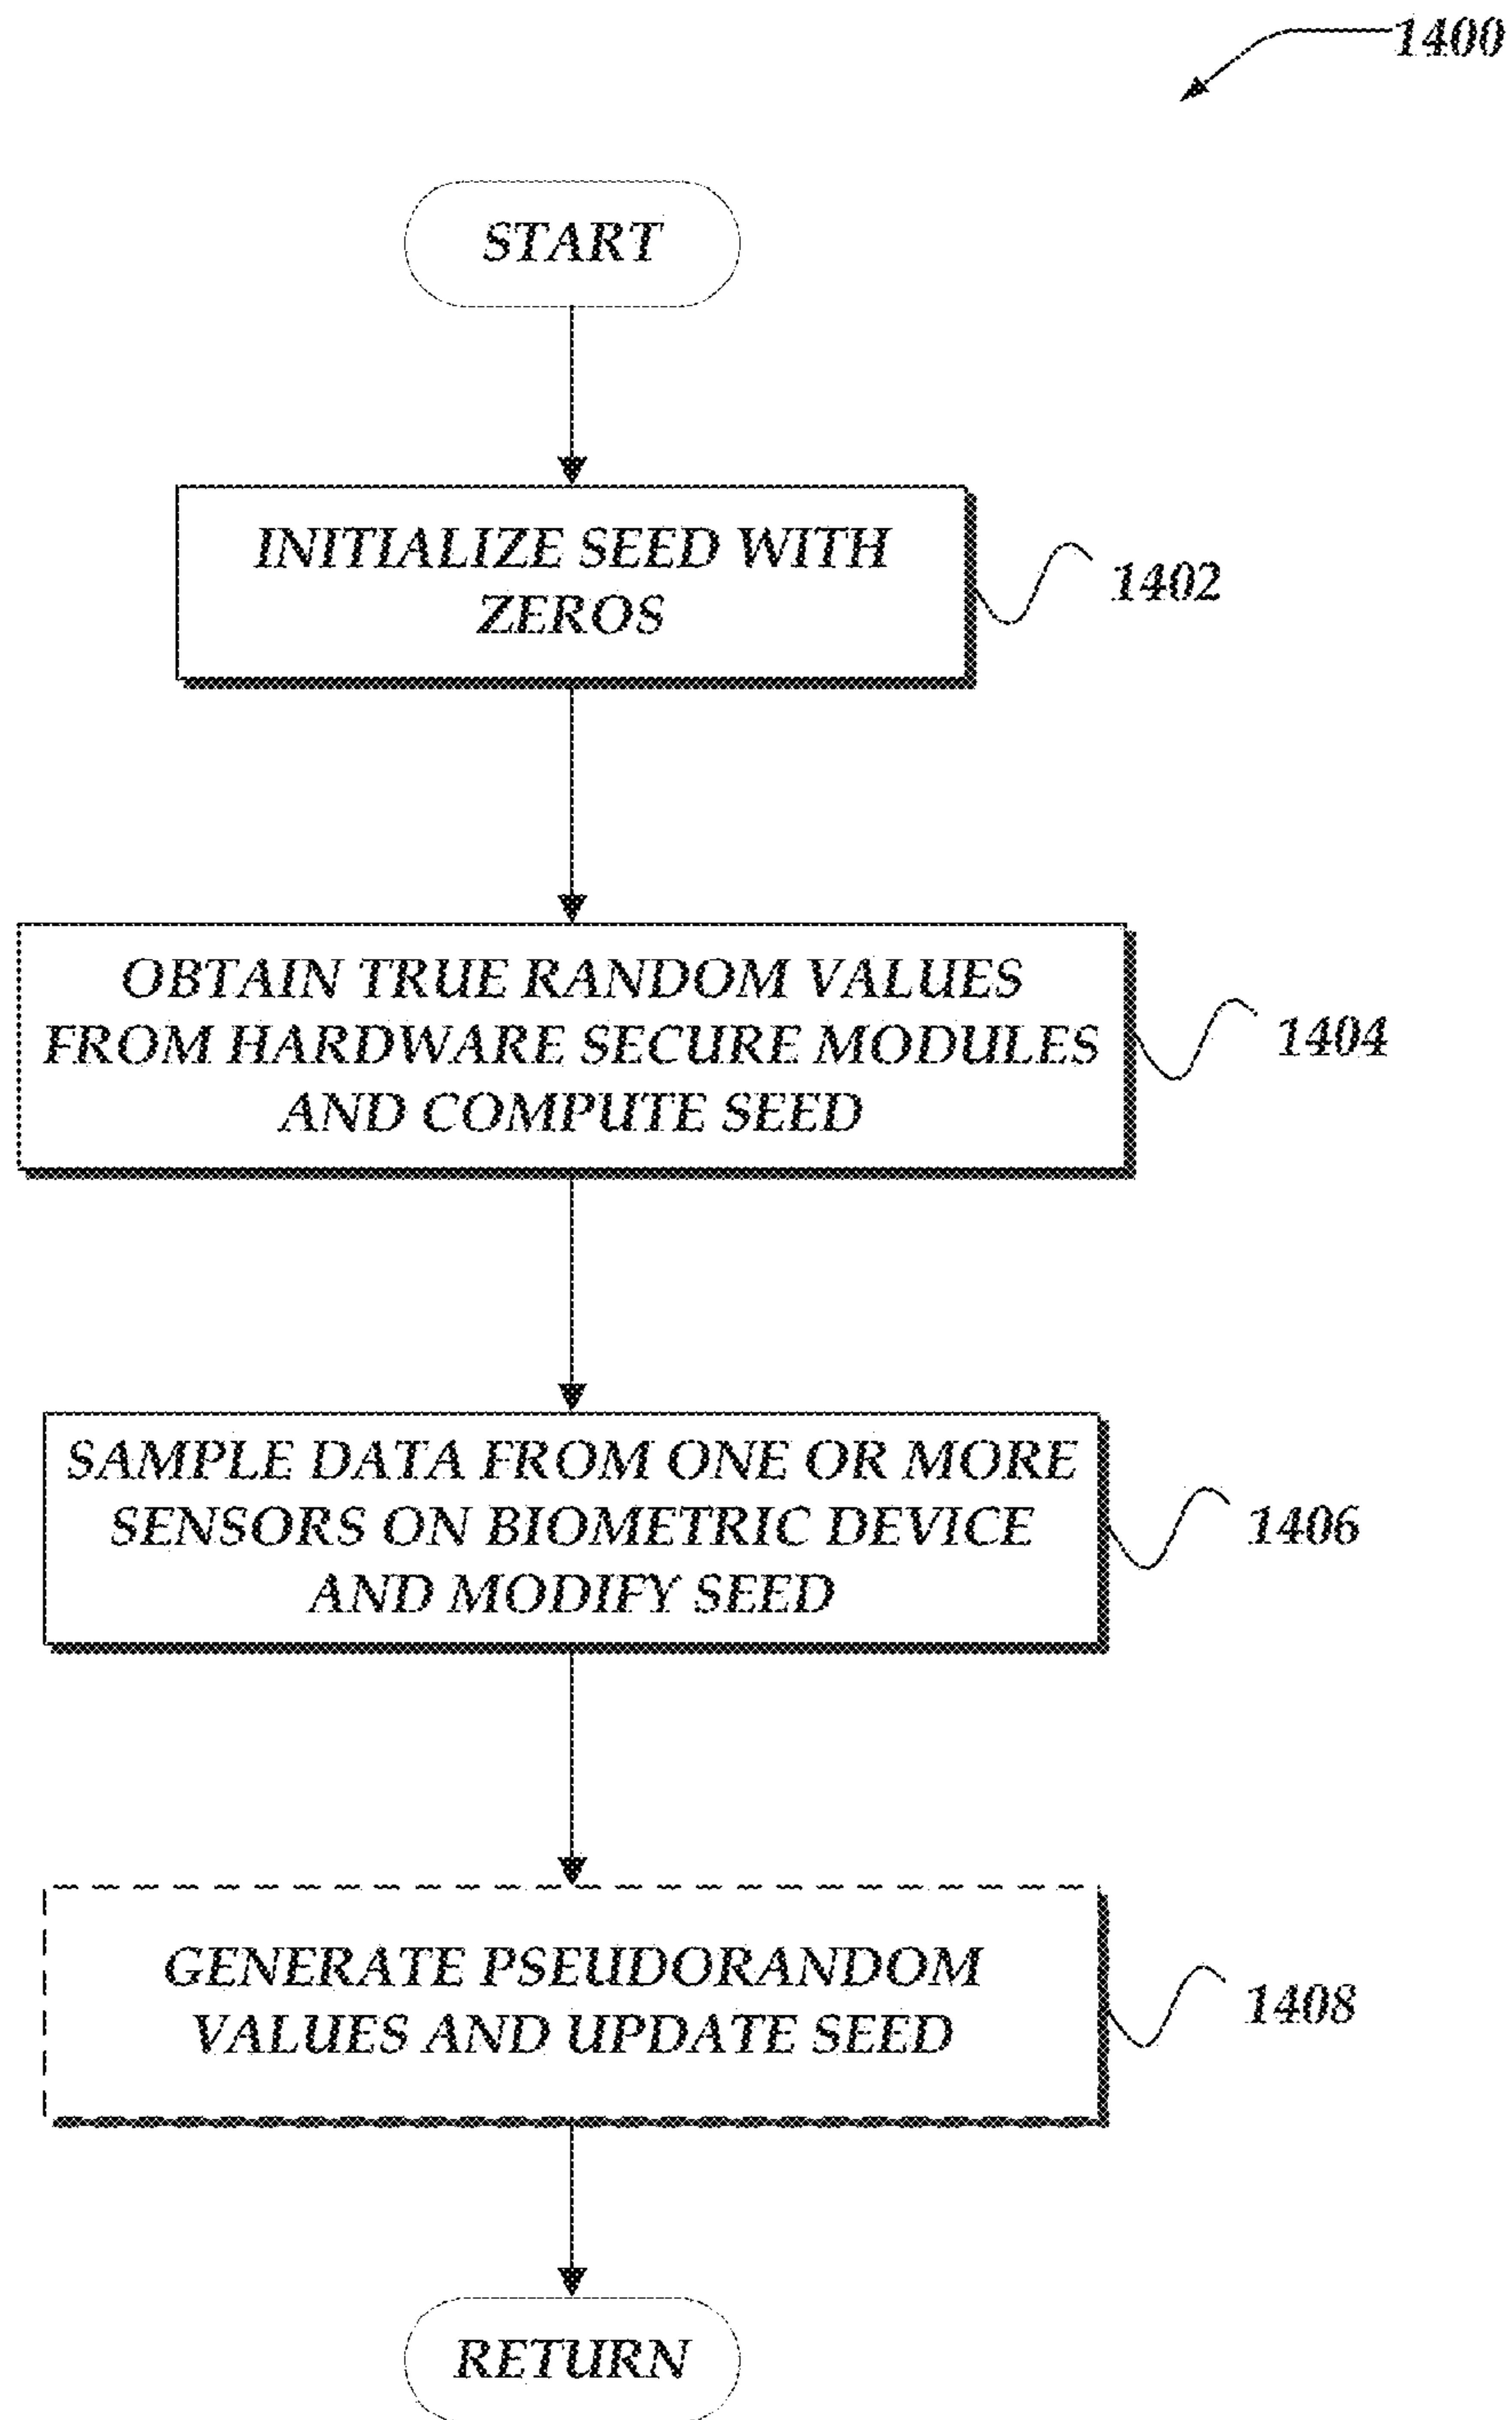 1400
START
INITIALIZE SEED WITH
ZEROS
1402
OBTAIN TRUE RANDOM VALUES
FROM HARDWARE SECURE MODULES
AND COMPUTE SEED
1404
SAMPLE DATA FROM ONE OR MORE
SENSORS ON BIOMETRIC DEVICE
AND MODIFY SEED
1406
GENERATE PSEUDORANDOM
VALUES AND UPDATE SEED
1408
RETURN